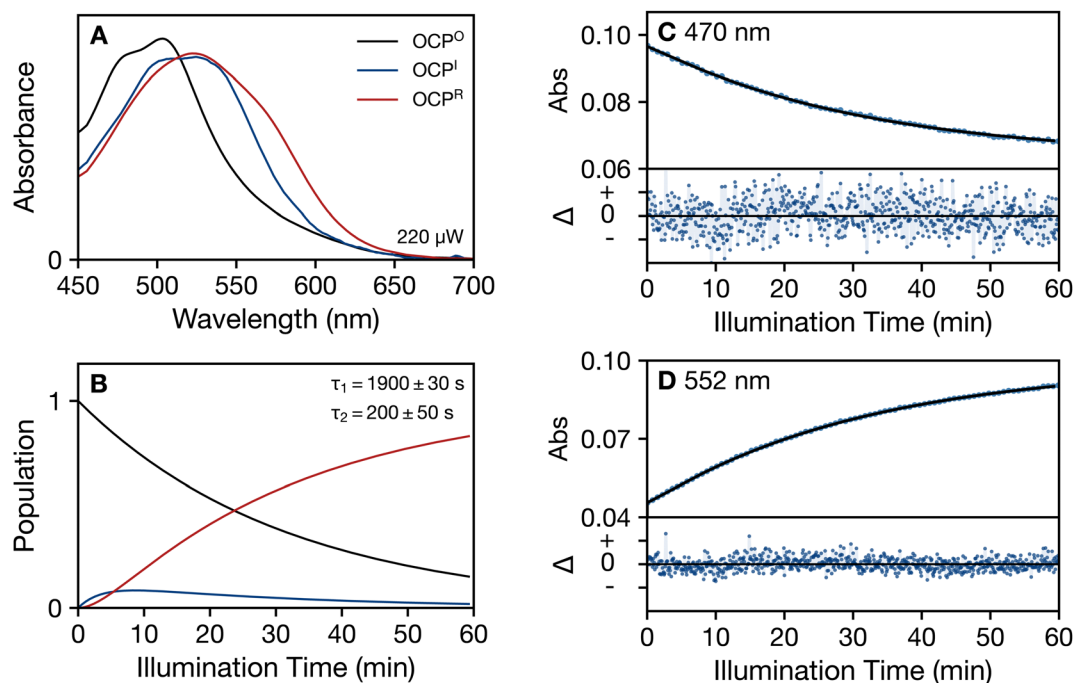 A
OCPᴼ
OCPᴵ
OCPᴿ
220 µW
Absorbance
0
450 500 550 600 650 700
Wavelength (nm)
B
τ₁ = 1900 ± 30 s
τ₂ = 200 ± 50 s
Population
1
0
0 10 20 30 40 50 60
Illumination Time (min)
C 470 nm
Abs
0.10
0.08
0.06
Δ
+
0
-
0 10 20 30 40 50 60
Illumination Time (min)
D 552 nm
Abs
0.10
0.07
0.04
Δ
+
0
-
0 10 20 30 40 50 60
Illumination Time (min)